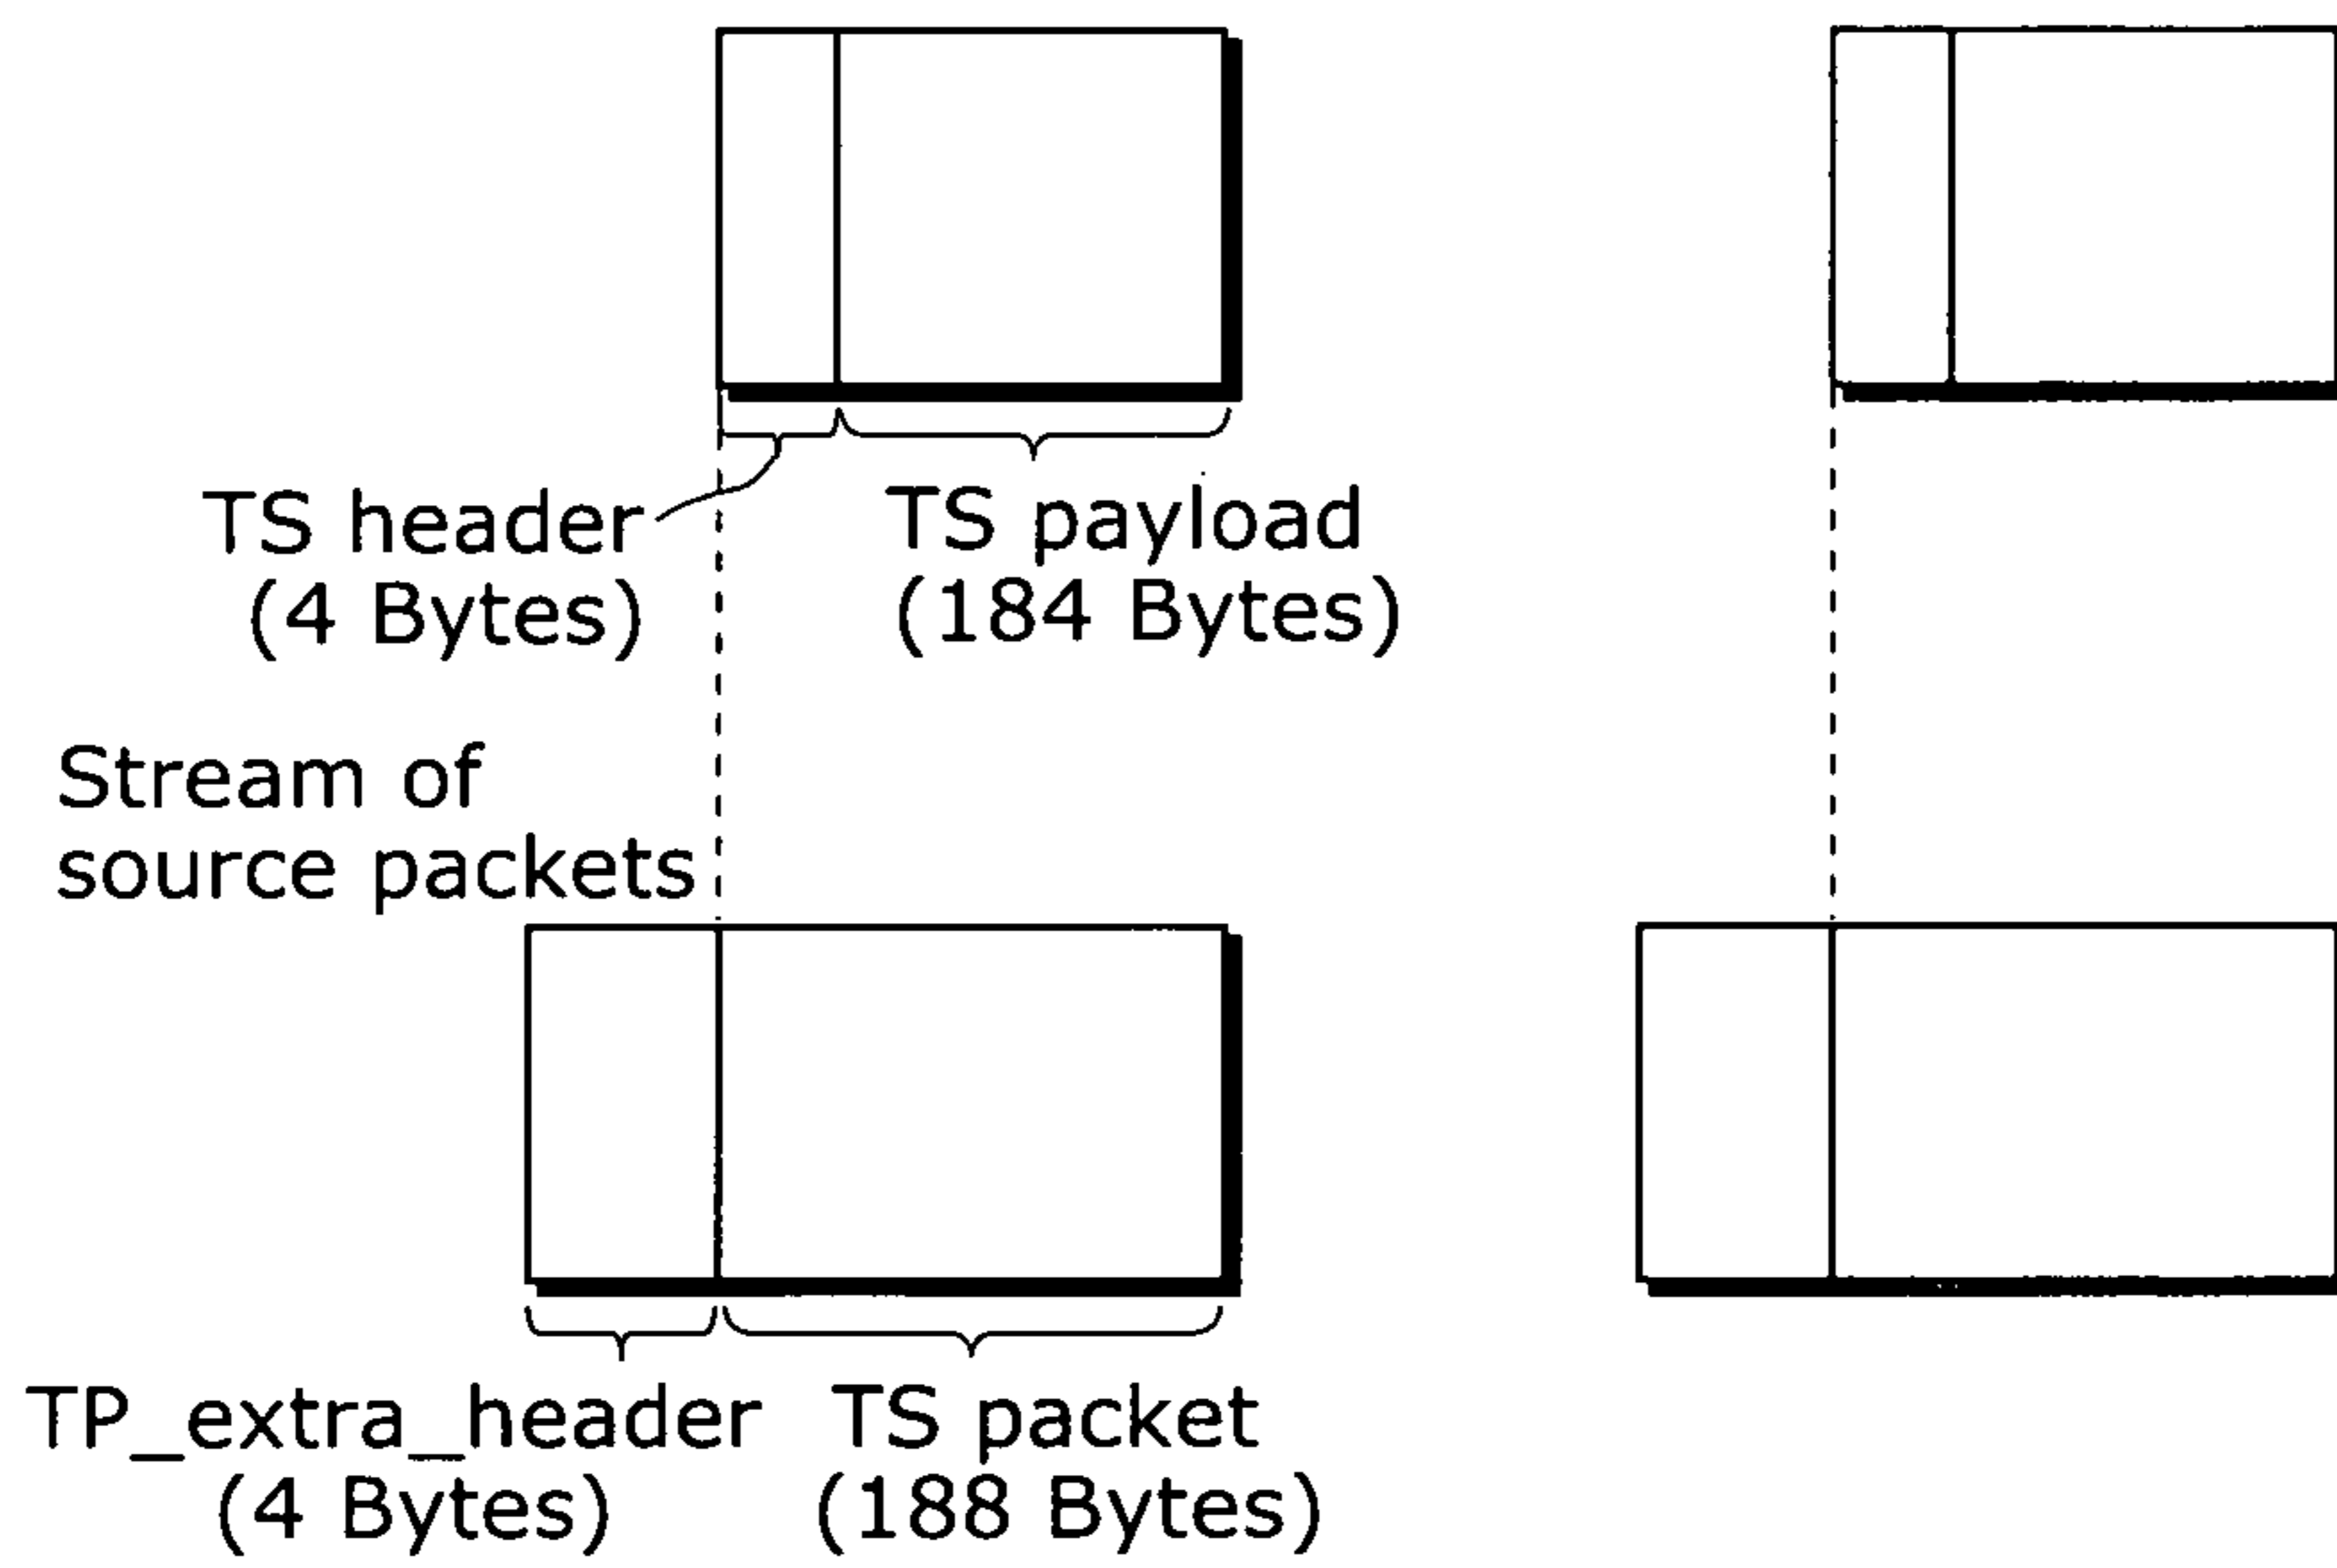 TS header
(4 Bytes)
TS payload
(184 Bytes)
Stream of
source packets
TP_extra_header
(4 Bytes)
TS packet
(188 Bytes)